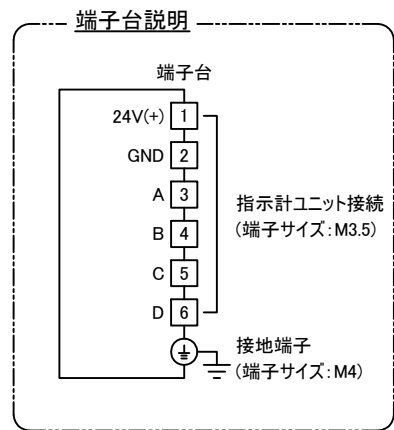 端子台説明
端子台
24V(+) 1
GND 2
A 3
B 4
C 5
D 6
指示計ユニット接続
(端子サイズ:M3.5)
接地端子
(端子サイズ:M4)